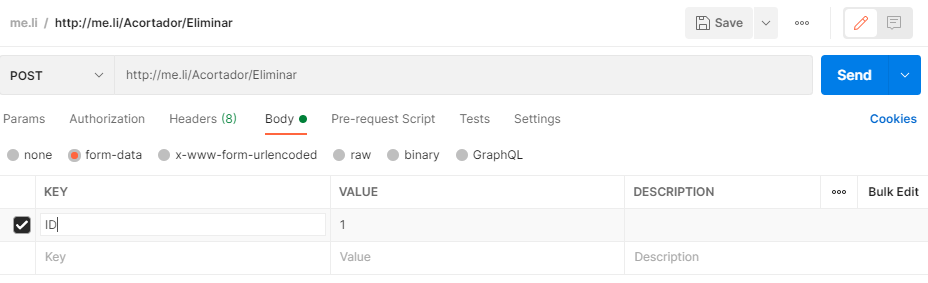 me.li / http://me.li/Acortador/Eliminar Save ooo
POST http://me.li/Acortador/Eliminar Send
Params Authorization Headers (8) Body Pre-request Script Tests Settings Cookies
none form-data x-www-form-urlencoded raw binary GraphQL
KEY VALUE DESCRIPTION ooo Bulk Edit
ID 1
Key Value Description